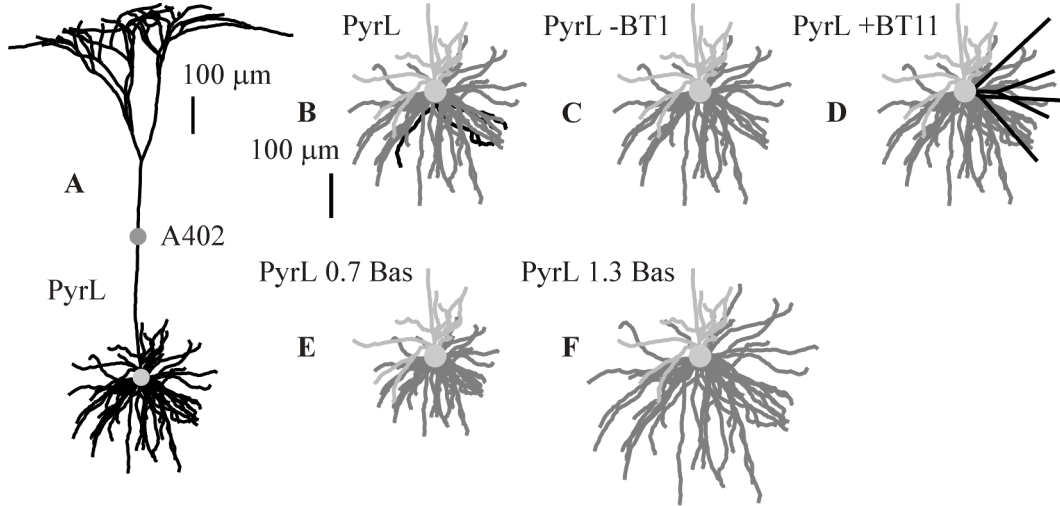 A
PyrL
A402
100 μm
B
PyrL
100 μm
C
PyrL -BT1
D
PyrL +BT11
E
PyrL 0.7 Bas
F
PyrL 1.3 Bas